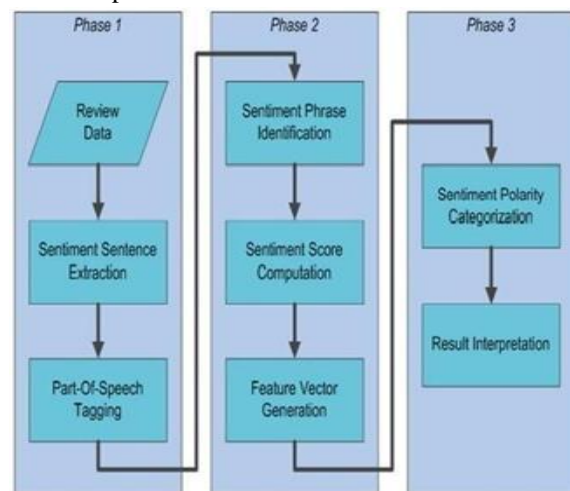 Phase 1
Review
Data
Sentiment Sentence
Extraction
Part-Of-Speech
Tagging
Phase 2
Sentiment Phrase
Identification
Sentiment Score
Computation
Feature Vector
Generation
Phase 3
Sentiment Polarity
Categorization
Result Interpretation